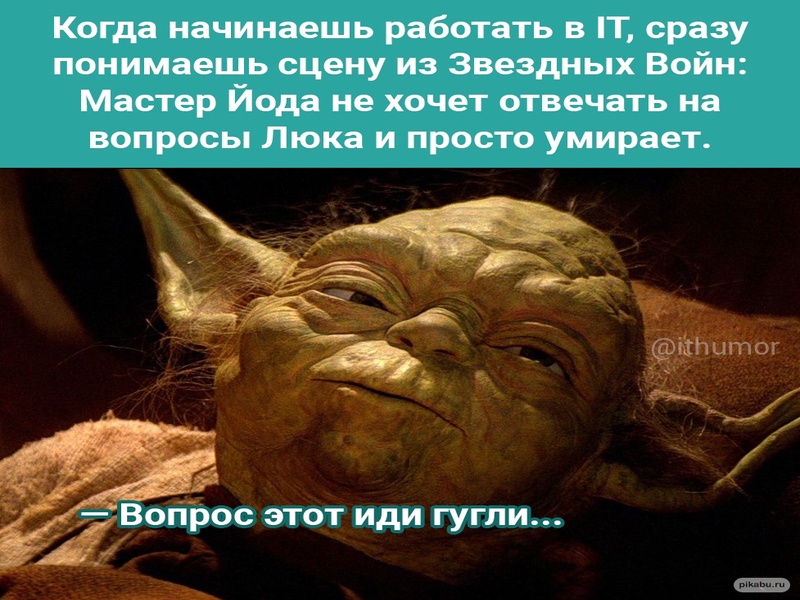 Когда начинаешь работать в IT, сразу
понимаешь сцену из Звездных Войн:
Мастер Йода не хочет отвечать на
вопросы Люка и просто умирает.
@ithumor
— Вопрос этот иди гугли...
pikabu.ru